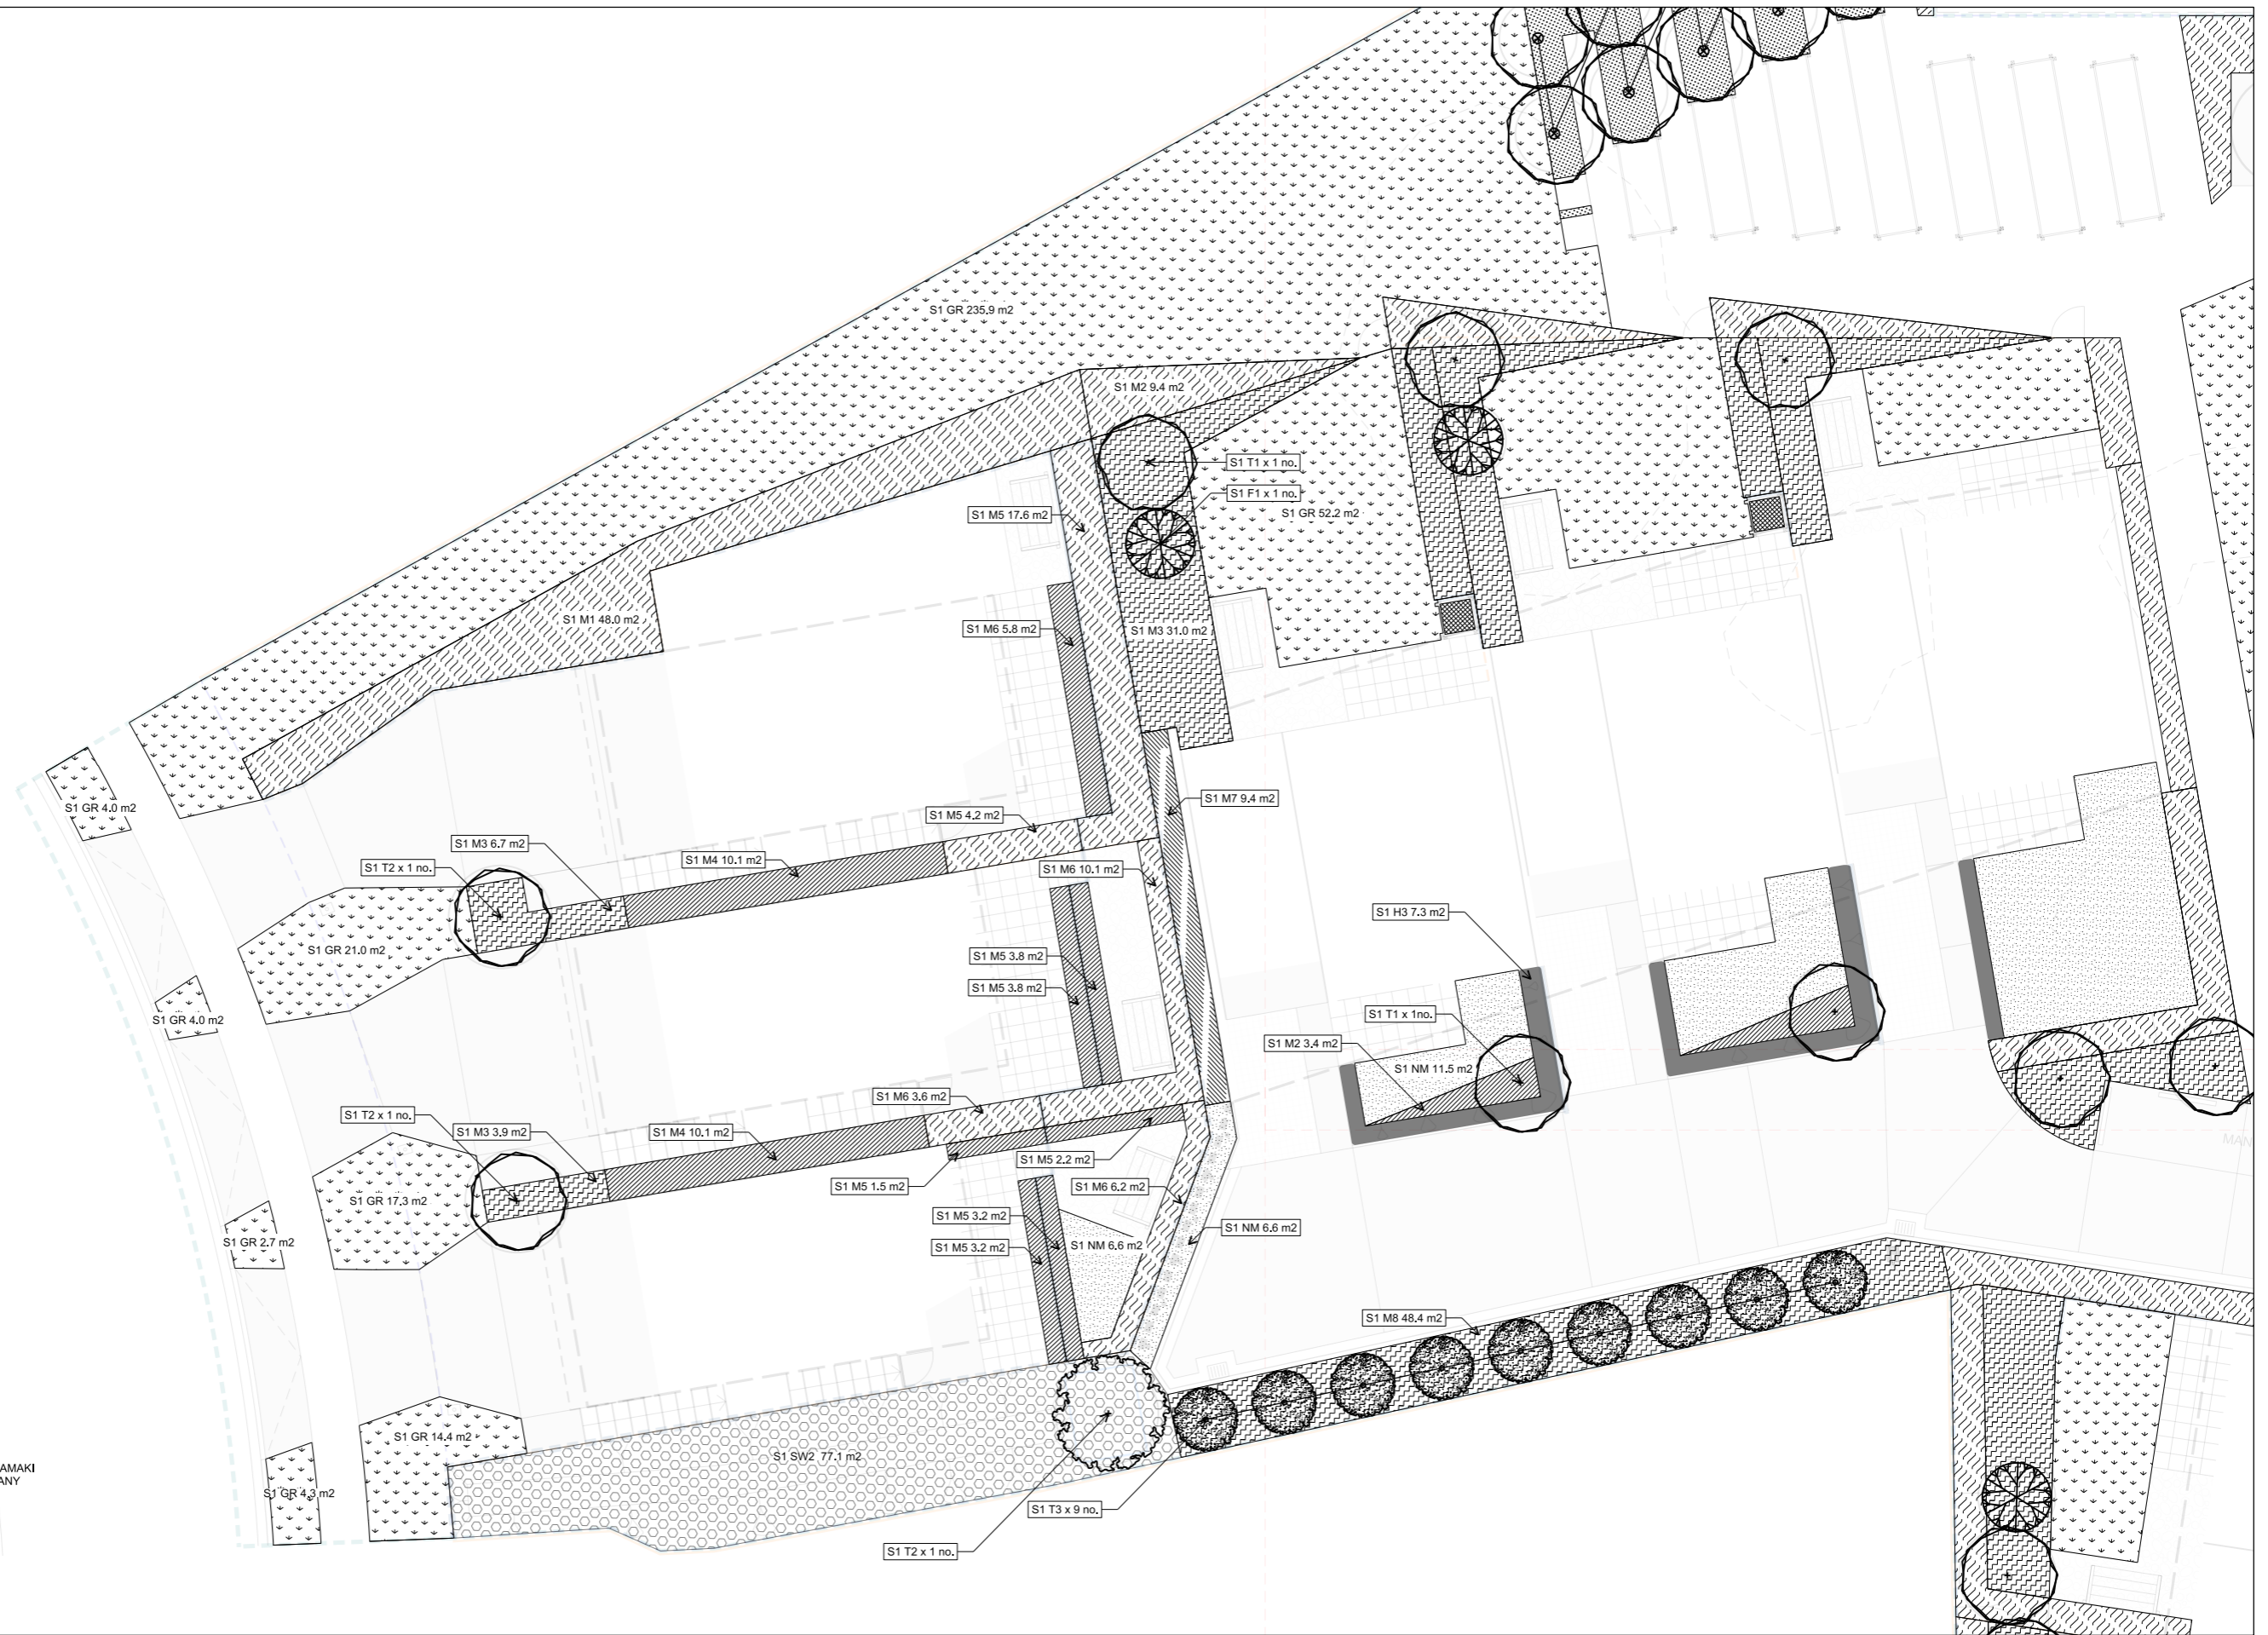 S1 GR 235.9 m2
S1 M2 9.4 m2
S1 T1 x 1 no.
S1 F1 x 1 no.
S1 GR 52.2 m2
S1 M5 17.6 m2
S1 M1 48.0 m2
S1 M6 5.8 m2
S1 M3 31.0 m2
S1 GR 4.0 m2
S1 M7 9.4 m2
S1 M5 4.2 m2
S1 M3 6.7 m2
S1 M4 10.1 m2
S1 T2 x 1 no.
S1 M6 10.1 m2
S1 H3 7.3 m2
S1 GR 21.0 m2
S1 M5 3.8 m2
S1 M5 3.8 m2
S1 GR 4.0 m2
S1 T1 x 1no.
S1 M2 3.4 m2
S1 NM 11.5 m2
S1 M6 3.6 m2
S1 T2 x 1 no.
S1 M3 3.9 m2
S1 M4 10.1 m2
MAN
S1 M5 2.2 m2
S1 M5 1.5 m2
S1 M6 6.2 m2
S1 GR 17.3 m2
S1 M5 3.2 m2
S1 NM 6.6 m2
S1 GR 2.7 m2
S1 M5 3.2 m2
S1 NM 6.6 m2
S1 M8 48.4 m2
S1 GR 14.4 m2
S1 SW2 77.1 m2
AMAKI
ANY
S1 GR 4.3 m2
S1 T3 x 9 no.
S1 T2 x 1 no.